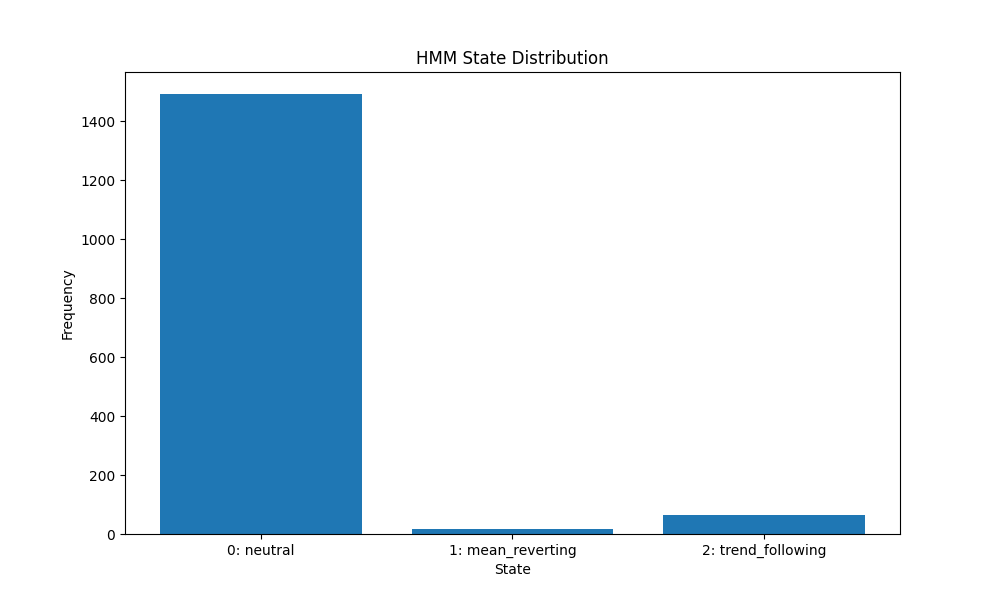 HMM State Distribution
Frequency
1400
1200
1000
800
600
400
200
0
0: neutral
1: mean_reverting
2: trend_following
State